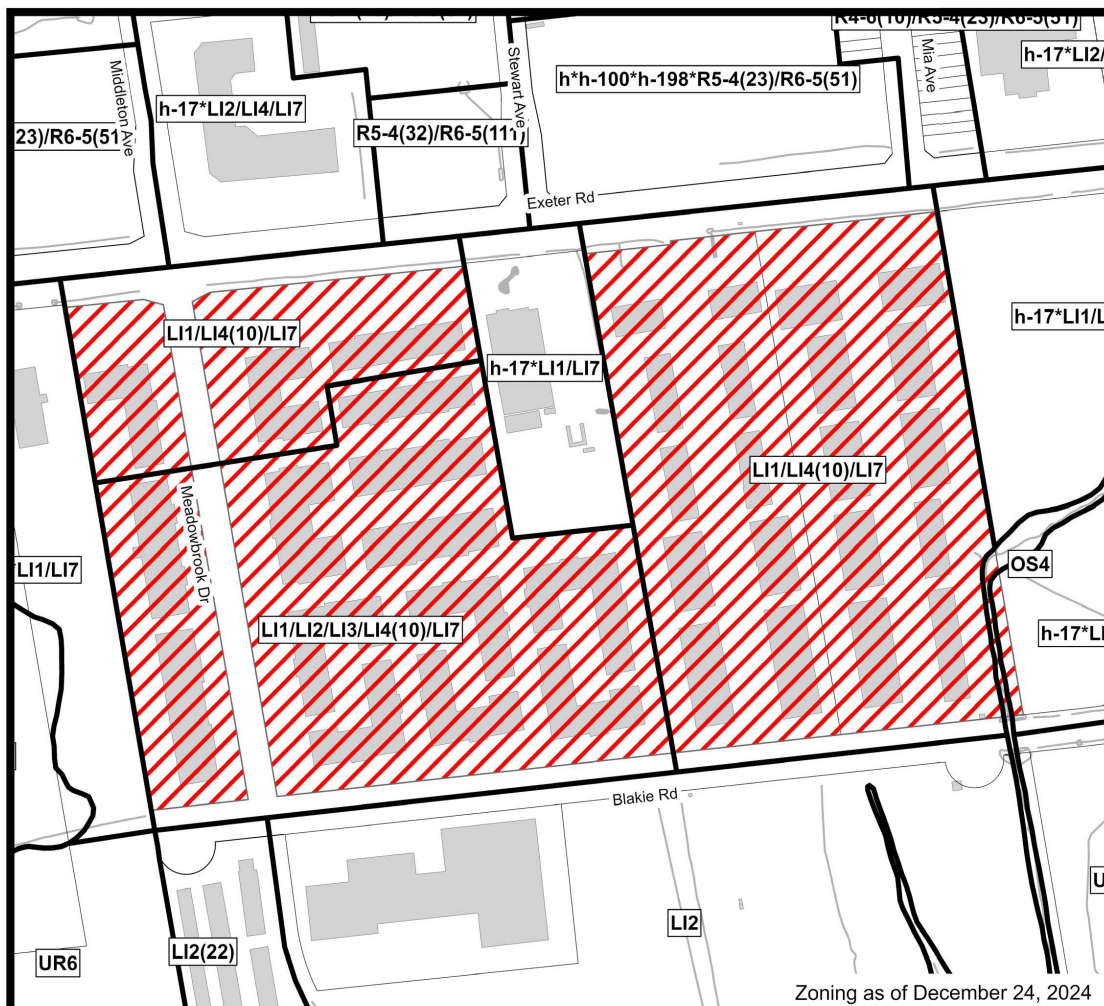 R4-6(10)/R5-4(23)/R6-5(51)
Middleton Ave
Stewart Ave
Mia Ave
h-17*LI2/
h-17*LI2/LI4/LI7
h*h-100*h-198*R5-4(23)/R6-5(51)
23)/R6-5(51
R5-4(32)/R6-5(111)
Exeter Rd
LI1/LI4(10)/LI7
h-17*LI1/L
h-17*LI1/LI7
LI1/LI4(10)/LI7
Meadowbrook Dr
*LI1/LI7
OS4
LI1/LI2/LI3/LI4(10)/LI7
h-17*LI
Blakie Rd
U
LI2
LI2(22)
UR6
Zoning as of December 24, 2024